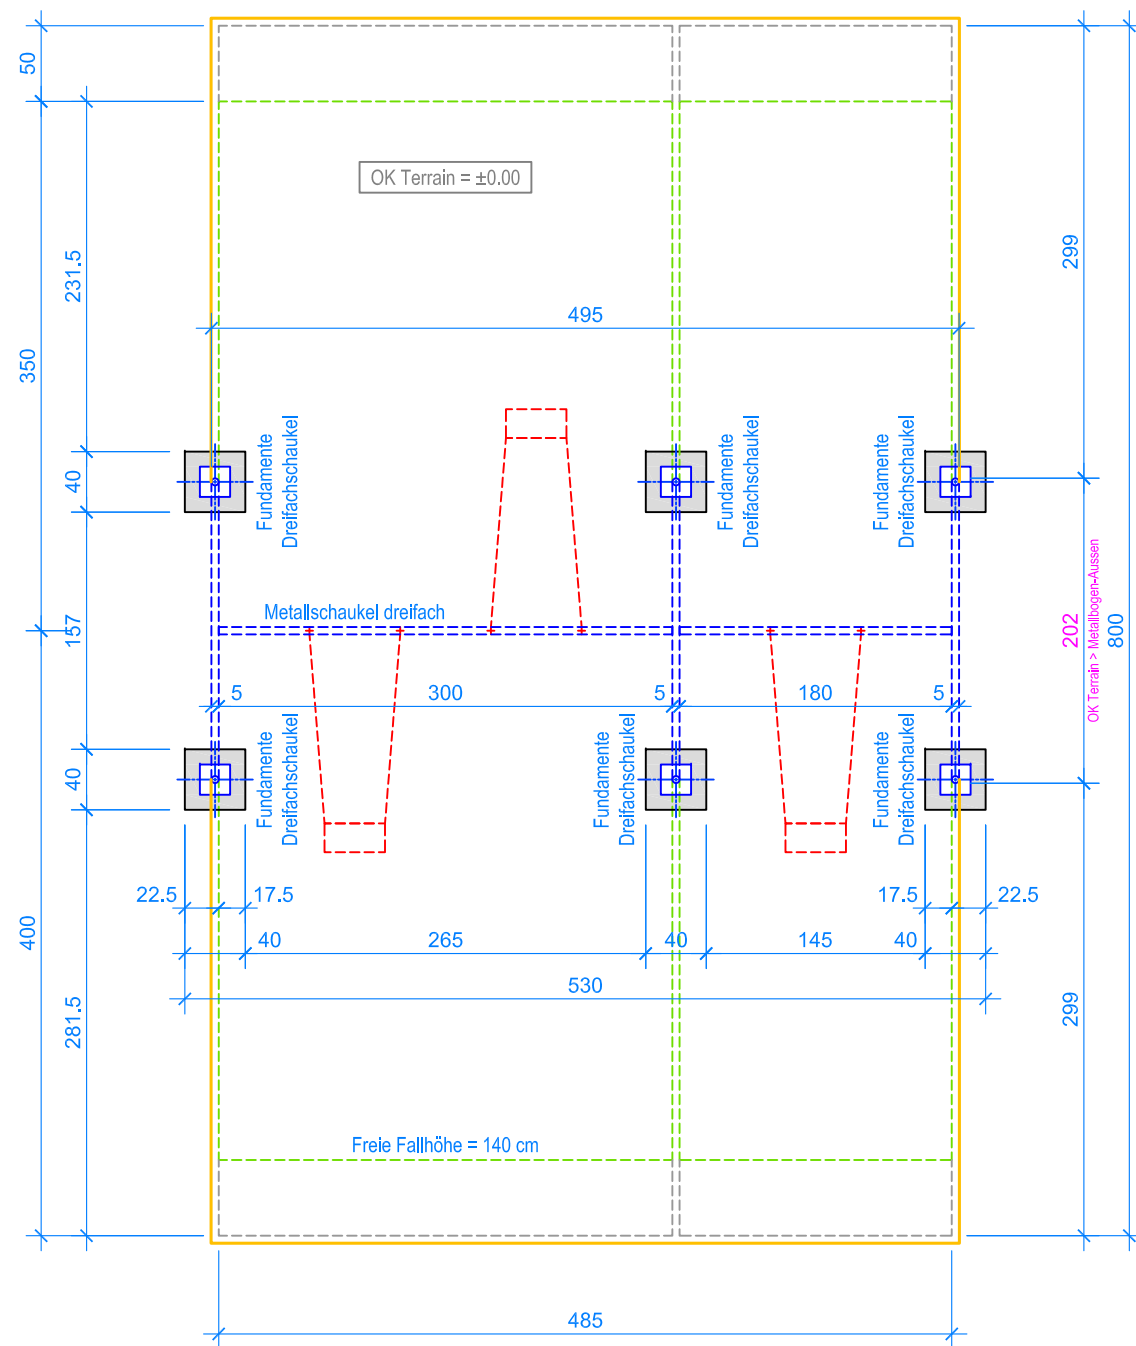 50
OK Terrain = ±0.00
231.5
299
495
350
Fundamente
Dreifachschaukel
Fundamente
Dreifachschaukel
Fundamente
Dreifachschaukel
40
Metallschaukel dreifach
157
202
OK Terrain > Metallbogen-Aussen
800
5
300
5
180
5
Fundamente
Dreifachschaukel
Fundamente
Dreifachschaukel
Fundamente
Dreifachschaukel
40
22.5
17.5
17.5
22.5
400
40
265
40
145
40
530
281.5
299
Freie Fallhöhe = 140 cm
485